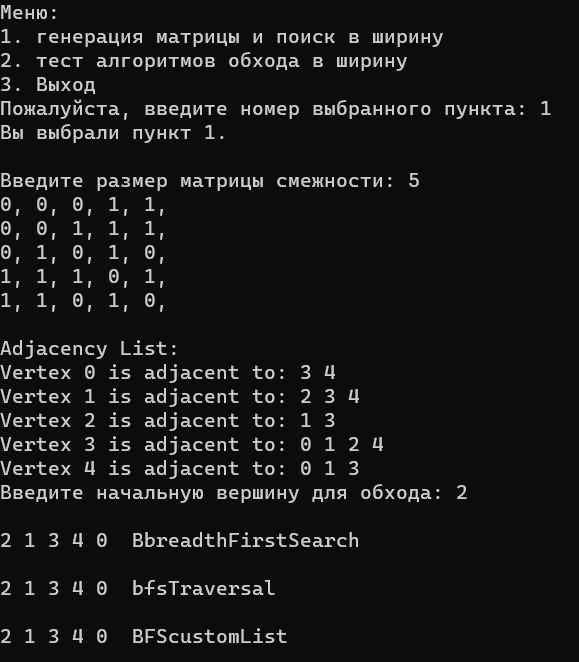 Меню:
1. генерация матрицы и поиск в ширину
2. тест алгоритмов обхода в ширину
3. Выход
Пожалуйста, введите номер выбранного пункта: 1
Вы выбрали пункт 1.
Введите размер матрицы смежности: 5
0, 0, 0, 1, 1,
0, 0, 1, 1, 1,
0, 1, 0, 1, 0,
1, 1, 1, 0, 1,
1, 1, 0, 1, 0,
Adjacency List:
Vertex 0 is adjacent to: 3 4
Vertex 1 is adjacent to: 2 3 4
Vertex 2 is adjacent to: 1 3
Vertex 3 is adjacent to: 0 1 2 4
Vertex 4 is adjacent to: 0 1 3
Введите начальную вершину для обхода: 2
2 1 3 4 0  BbreadthFirstSearch
2 1 3 4 0  bfsTraversal
2 1 3 4 0  BFScustomList